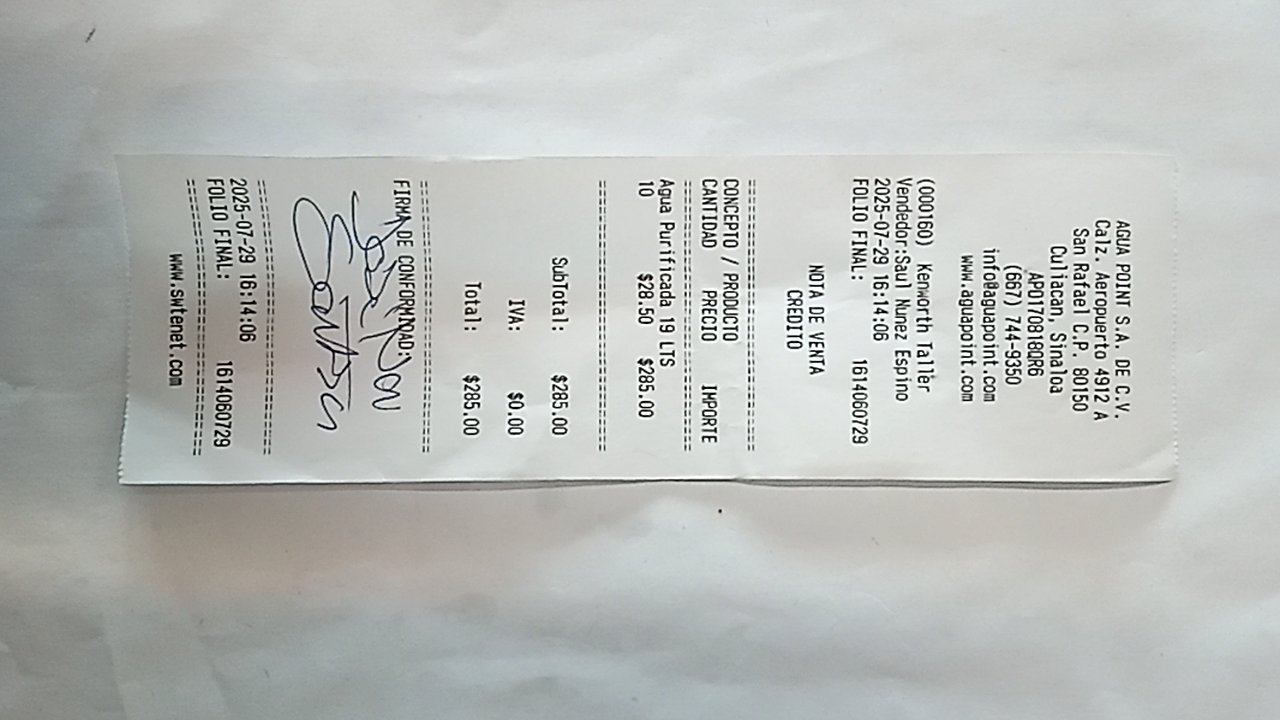 AGUA POINT S.A. DE C.V.
Calz. Aeropuerto 4912 A
San Rafael C.P. 80150
Culiacan, Sinaloa
APO170818QR6
(667) 744-9350
info@aguapoint.com
www.aguapoint.com
(000160) Kenworth Taller
Vendedor:Saul Nunez Espino
2025-07-29 16:14:06
FOLIO FINAL: 1614060729
NOTA DE VENTA
CREDITO
==============================
CONCEPTO / PRODUCTO
CANTIDAD PRECIO IMPORTE
==============================
Agua Purificada 19 LTS
10 $28.50 $285.00
==============================
SubTotal: $285.00
IVA: $0.00
Total: $285.00
==============================
FIRMA DE CONFORMIDAD:
==============================
2025-07-29 16:14:06
FOLIO FINAL: 1614060729
==============================
www.swtenet.com